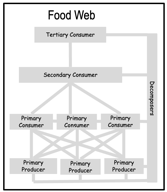 Food Web
Tertiary Consumer
Secondary Consumer
Decomposers
Primary
Consumer
Primary
Consumer
Primary
Consumer
Primary
Producer
Primary
Producer
Primary
Producer